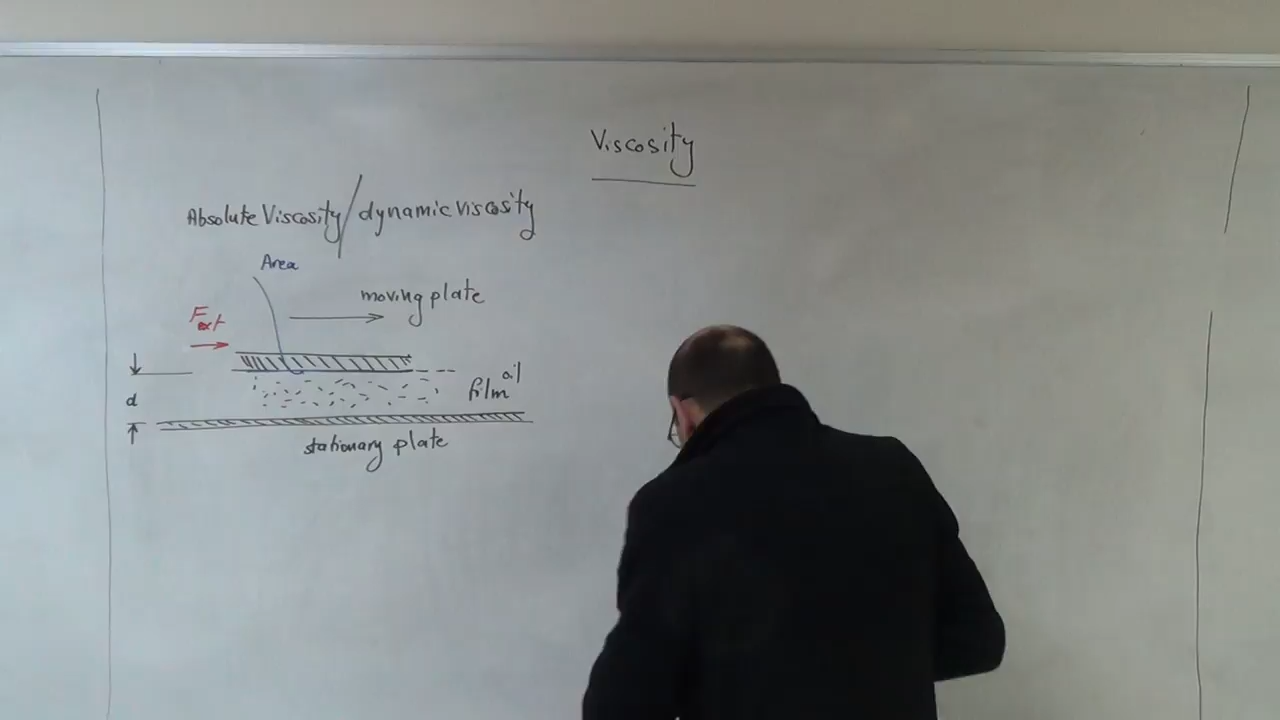 Viscosity
Absolute Viscosity/dynamic viscosity
Area
moving plate
Fext
d
film oil
stationary plate